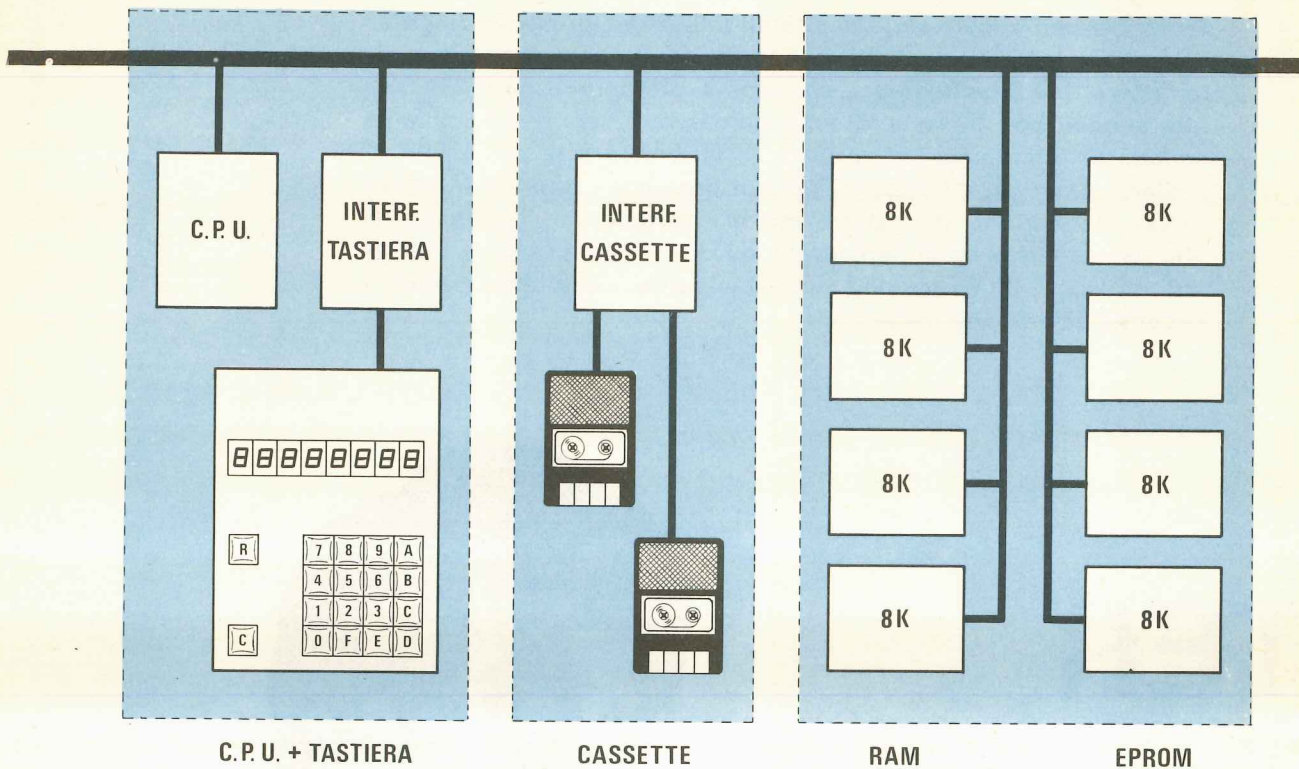 C.P.U.
INTERF.
TASTIERA
88888888
R
7 8 9 A
4 5 6 B
1 2 3 C
C
0 F E D
C.P.U. + TASTIERA
INTERF.
CASSETTE
CASSETTE
8K
8K
8K
8K
RAM
8K
8K
8K
8K
EPROM